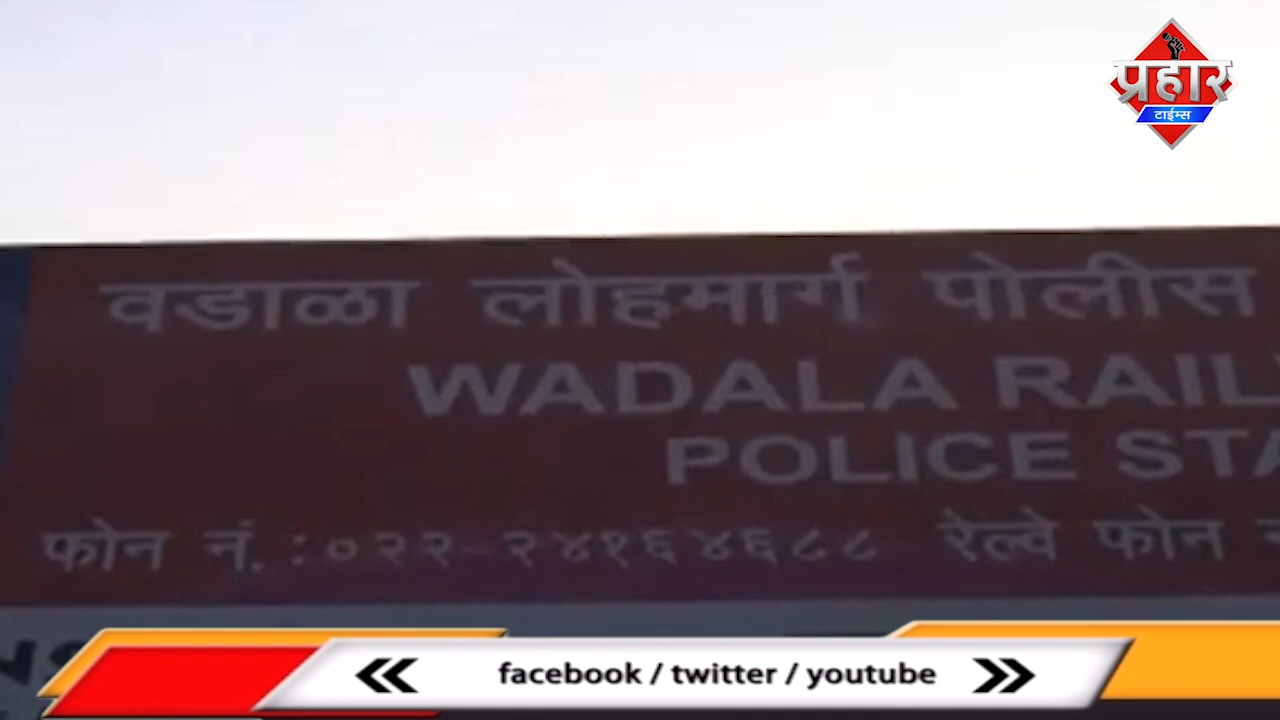 प्रहार
टाईम्स
वडाळा लोहमार्ग पोलीस
WADALA RAIL
POLICE STA
फोन नं. :०२२-२४१६४६८८ रेल्वे फोन
facebook / twitter / youtube